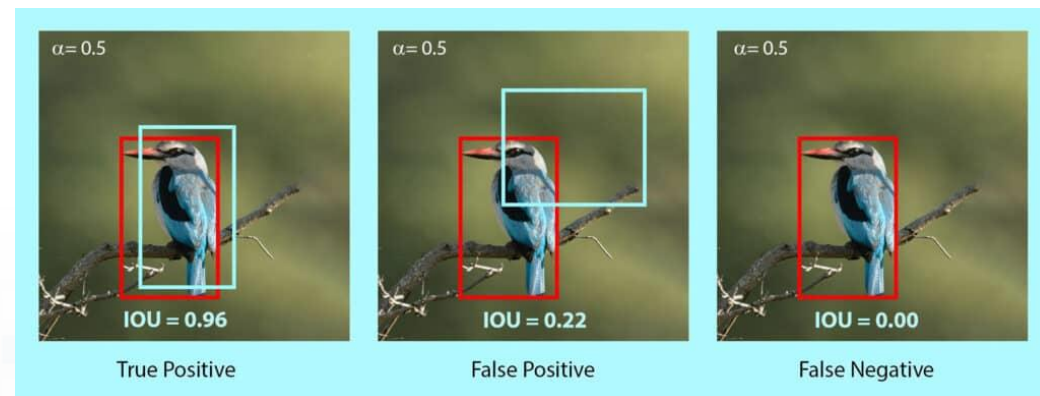 α= 0.5
IOU = 0.96
True Positive
α= 0.5
IOU = 0.22
False Positive
α= 0.5
IOU = 0.00
False Negative